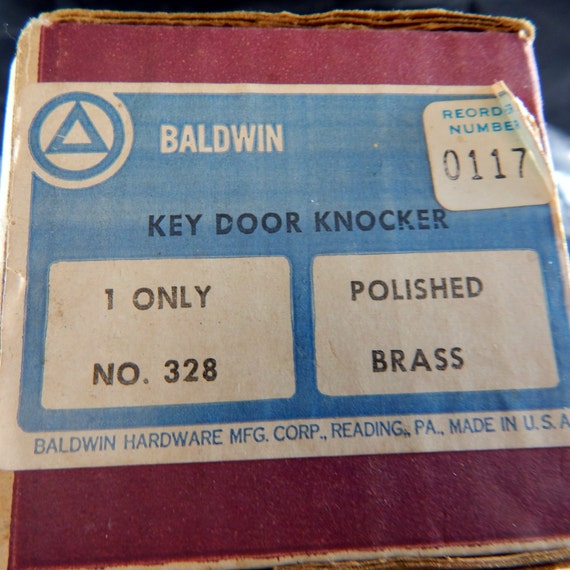 BALDWIN
REORDER
NUMBER
0117
KEY DOOR KNOCKER
1 ONLY
NO. 328
POLISHED
BRASS
BALDWIN HARDWARE MFG. CORP., READING, PA., MADE IN U.S.A